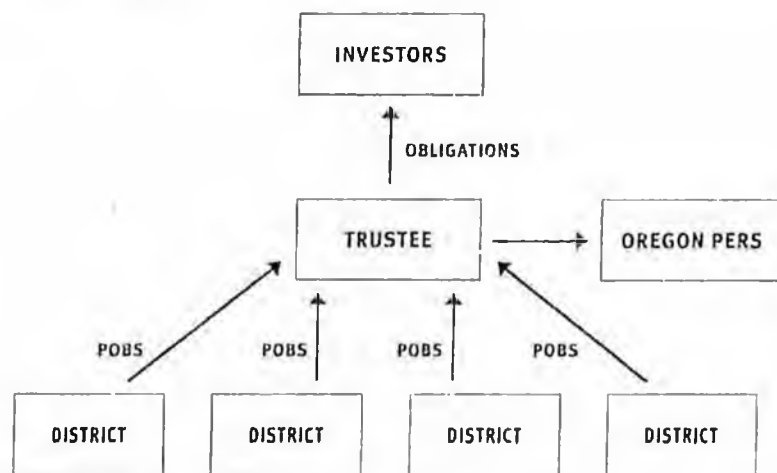 INVESTORS
OBLIGATIONS
TRUSTEE
OREGON PERS
POBS
POBS
POBS
POBS
DISTRICT
DISTRICT
DISTRICT
DISTRICT